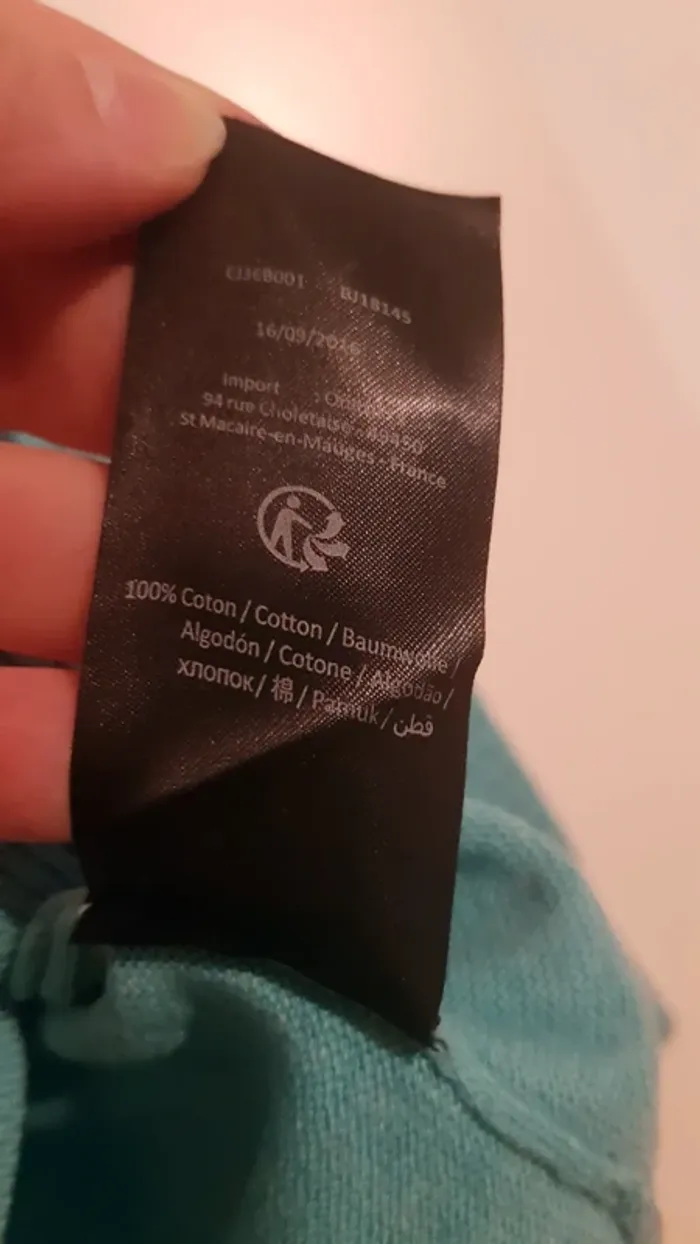 BJ18145
16/09/2016
Import :
94 rue Choletaise - 49450
St Macaire-en-Mauges - France
100% Coton / Cotton / Baumwolle /
Algodón / Cotone / Algodão /
хлопок / 棉 / Pamuk / قطن